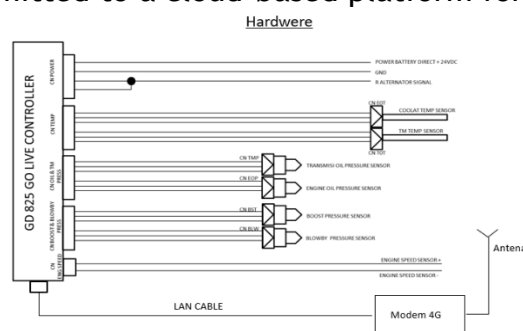 mitted to a cloud-based platform for
Hardwere
GD 825 GO LIVE CONTROLLER
CN POWER
POWER BATTERY DIRECT + 24VDC
GND
R ALTERNATOR SIGNAL
CN TEMP
CN EOT
COOLAT TEMP SENSOR
TM TEMP SENSOR
CN TOT
CN OIL & TM
PRESS
CN TMP
TRANSMISI OIL PRESSURE SENSOR
CN EOP
ENGINE OIL PRESSURE SENSOR
CN BOOST & BLOWBY
PRESS
CN BST
BOOST PRESSURE SENSOR
CN BLW
BLOWBY PRESSURE SENSOR
CN
ENG SPEED
ENGINE SPEED SENSOR+
ENGINE SPEED SENSOR-
Antena
LAN CABLE
Modem 4G